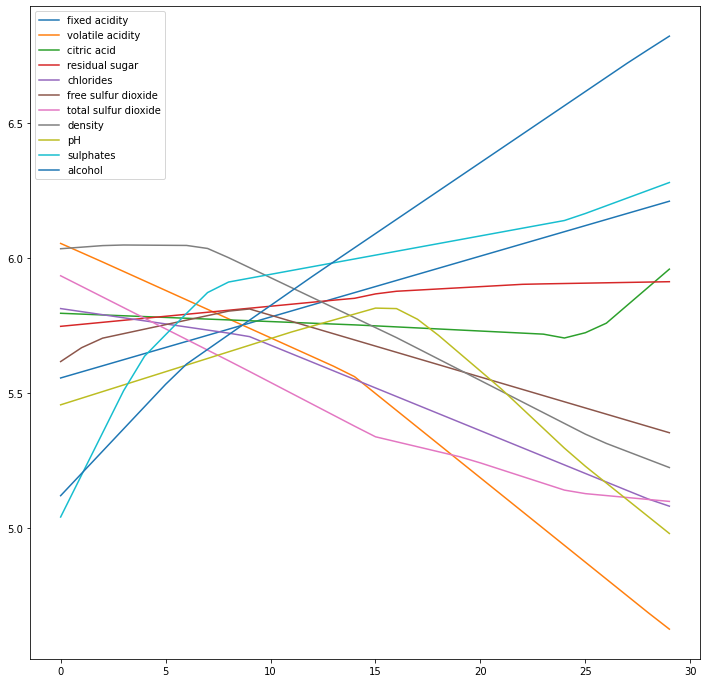 fixed acidity
volatile acidity
citric acid
residual sugar
chlorides
free sulfur dioxide
total sulfur dioxide
density
pH
sulphates
alcohol
6.5
6.0
5.5
5.0
0 5 10 15 20 25 30